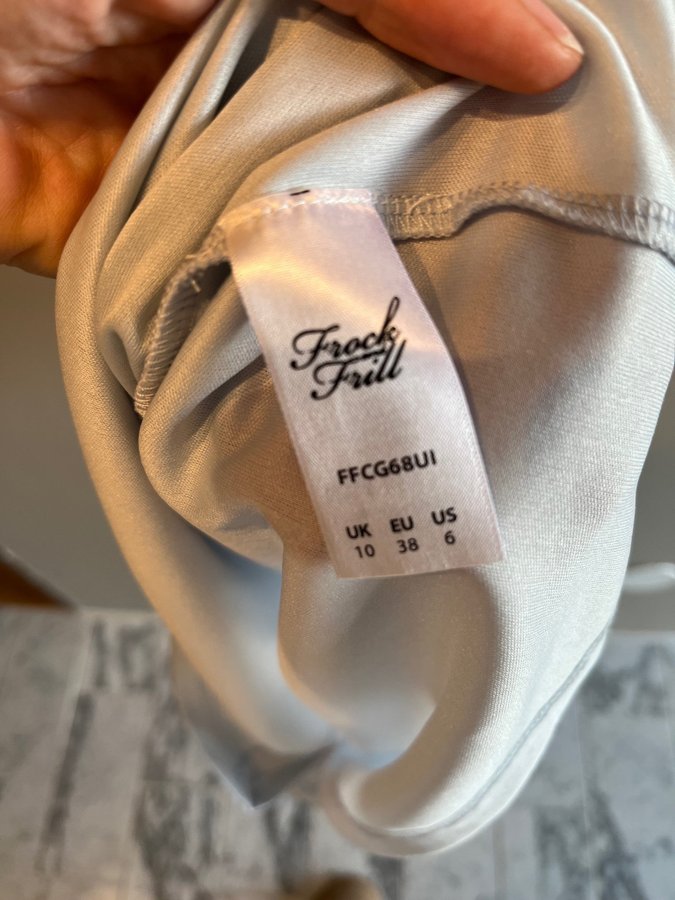 Frock
Frill
FFCG68UI
UK EU US
10 38 6